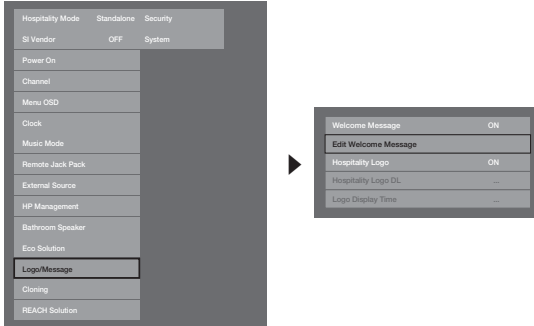 Hospitality Mode Standalone Security
SI Vendor OFF System
Power On
Channel
Menu OSD
Clock
Music Mode
Remote Jack Pack
External Source
HP Management
Bathroom Speaker
Eco Solution
Logo/Message
Cloning
REACH Solution
Welcome Message ON
Edit Welcome Message
Hospitality Logo ON
Hospitality Logo DL ...
Logo Display Time ...